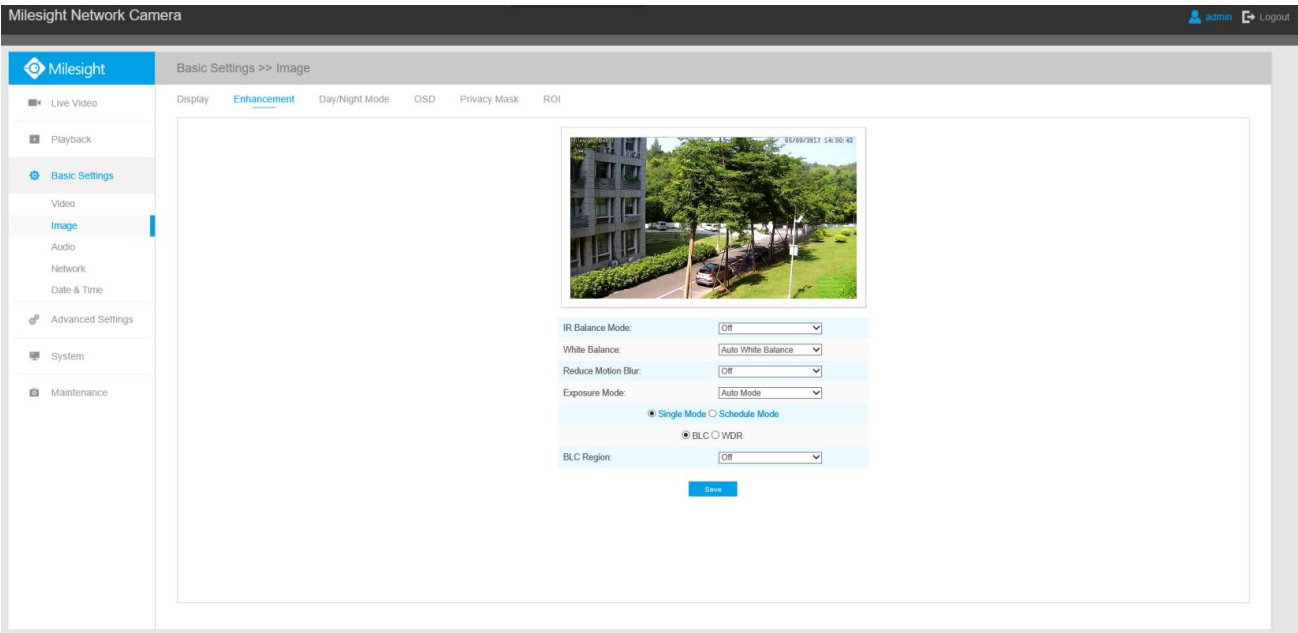 Milesight Network Camera
admin Logout
Milesight
Basic Settings >> Image
Live Video
Playback
Basic Settings
Video
Image
Audio
Network
Date & Time
Advanced Settings
System
Maintenance
Display Enhancement Day/Night Mode OSD Privacy Mask ROI
03/09/2017 14:30:42
IR Balance Mode: Off
White Balance: Auto White Balance
Reduce Motion Blur: Off
Exposure Mode: Auto Mode
Single Mode Schedule Mode
BLC WDR
BLC Region: Off
Save